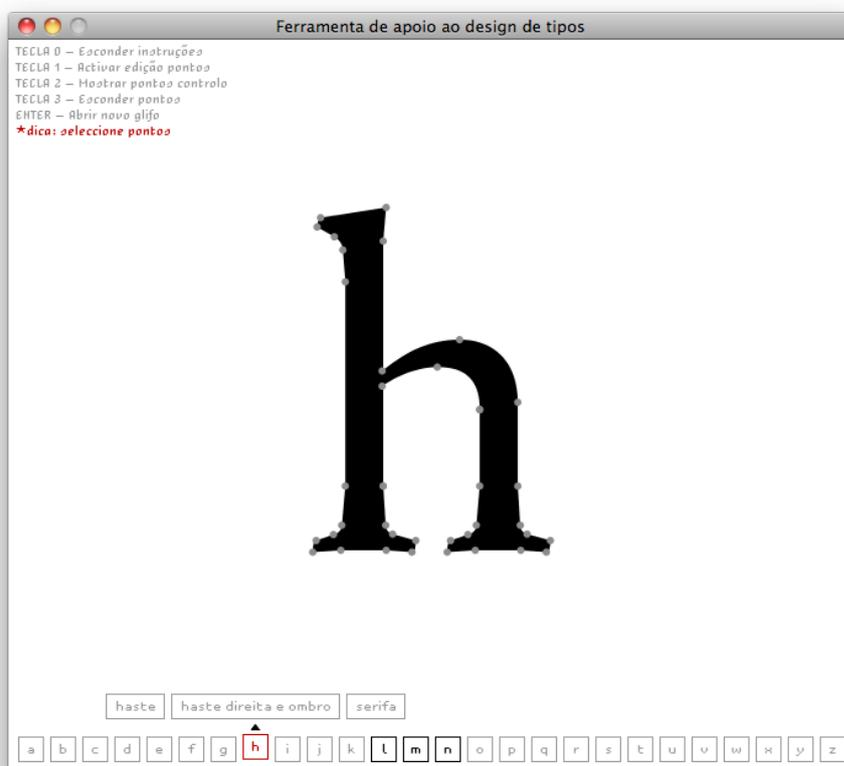 Ferramenta de apoio ao design de tipos
TECLA 0 – Esconder instruções
TECLA 1 – Activar edição pontos
TECLA 2 – Mostrar pontos controlo
TECLA 3 – Esconder pontos
ENTER – Abrir novo glifo
*dica: seleccione pontos
h
haste haste direita e ombro serifa
a b c d e f g h i j k l m n o p q r s t u v w x y z